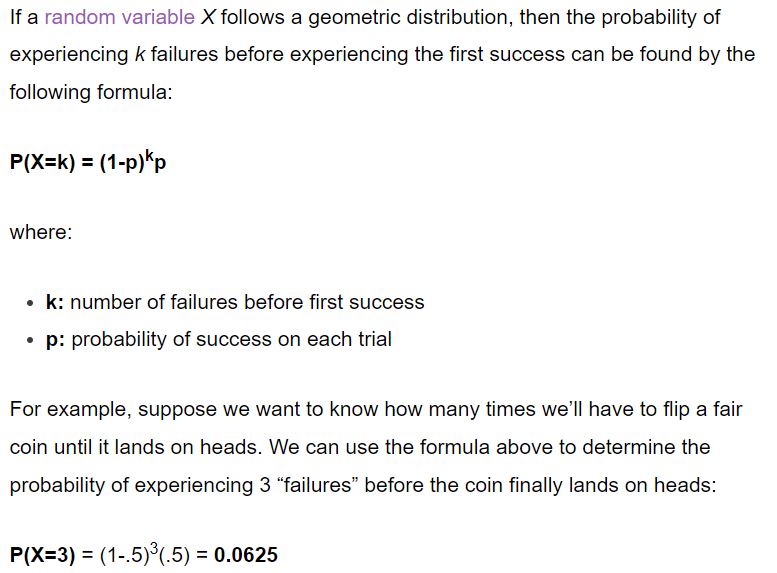 If a random variable X follows a geometric distribution, then the probability of
experiencing k failures before experiencing the first success can be found by the
following formula:
P(X=k) = (1-p)ᵏp
where:
• k: number of failures before first success
• p: probability of success on each trial
For example, suppose we want to know how many times we’ll have to flip a fair
coin until it lands on heads. We can use the formula above to determine the
probability of experiencing 3 “failures” before the coin finally lands on heads:
P(X=3) = (1-.5)³(.5) = 0.0625